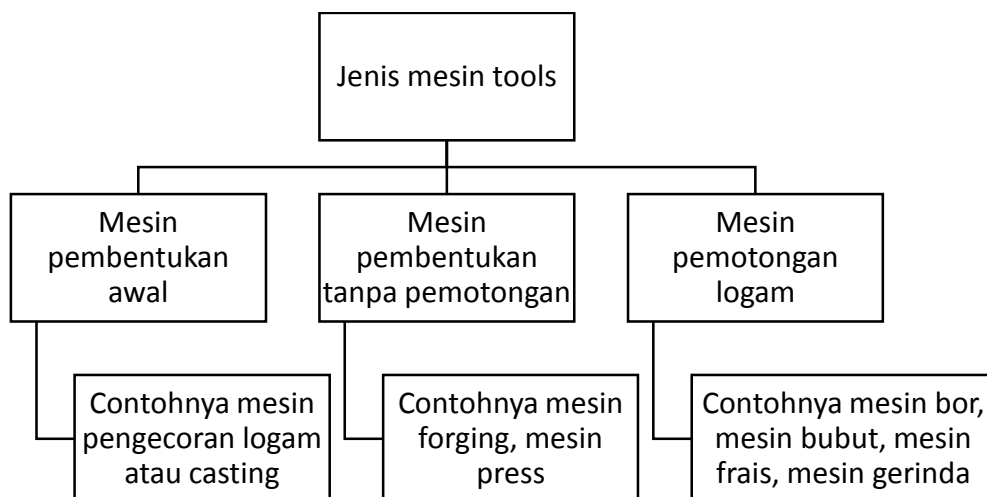 Jenis mesin tools
Mesin
pembentukan
awal
Mesin
pembentukan
tanpa pemotongan
Mesin
pemotongan
logam
Contohnya mesin
pengecoran logam
atau casting
Contohnya mesin
forging, mesin
press
Contohnya mesin bor,
mesin bubut, mesin
frais, mesin gerinda